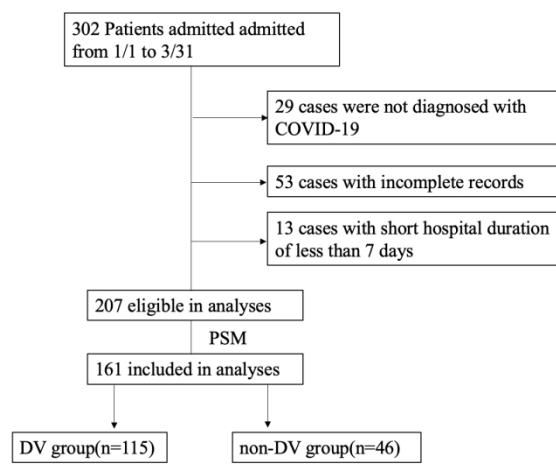 302 Patients admitted admitted
from 1/1 to 3/31
29 cases were not diagnosed with
COVID-19
53 cases with incomplete records
13 cases with short hospital duration
of less than 7 days
207 eligible in analyses
PSM
161 included in analyses
DV group(n=115)
non-DV group(n=46)